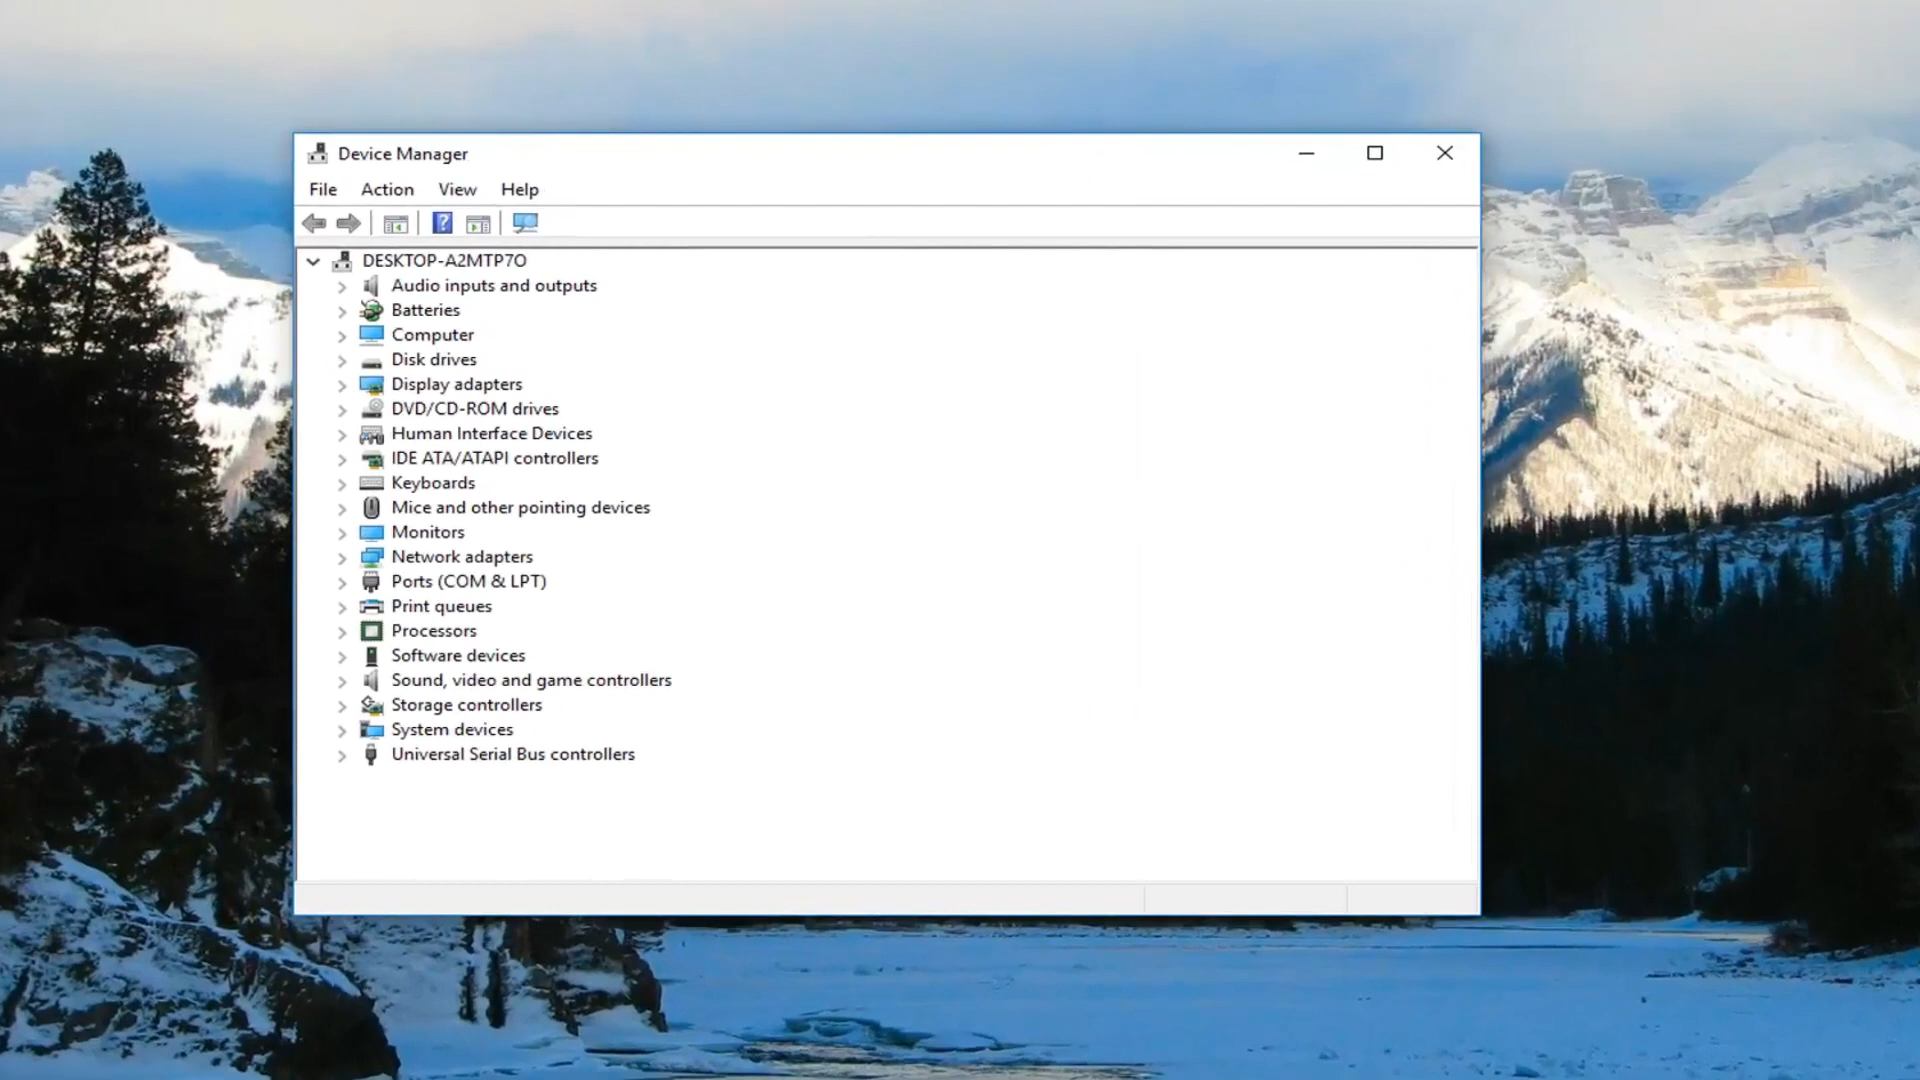 Device Manager
File Action View Help
?
DESKTOP-A2MTP7O
Audio inputs and outputs
Batteries
Computer
Disk drives
Display adapters
DVD/CD-ROM drives
Human Interface Devices
IDE ATA/ATAPI controllers
Keyboards
Mice and other pointing devices
Monitors
Network adapters
Ports (COM & LPT)
Print queues
Processors
Software devices
Sound, video and game controllers
Storage controllers
System devices
Universal Serial Bus controllers